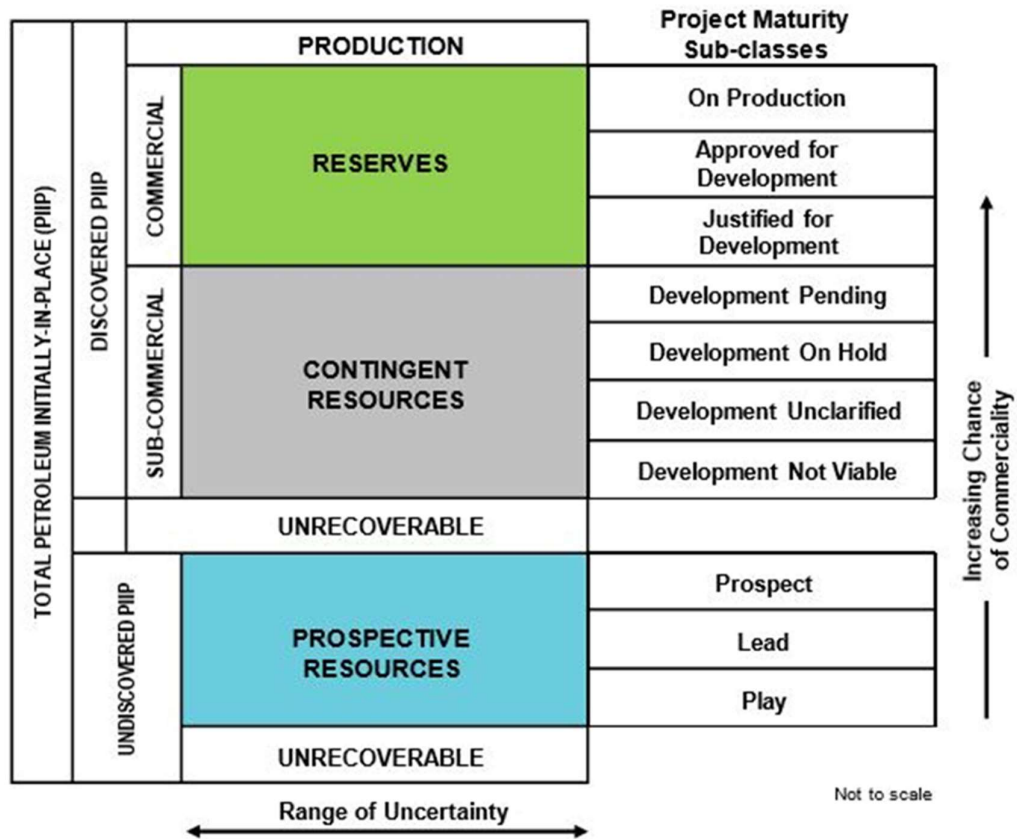 Project Maturity
Sub-classes
PRODUCTION
TOTAL PETROLEUM INITIALLY-IN-PLACE (PIIP)
DISCOVERED PIIP
COMMERCIAL
RESERVES
On Production
Approved for
Development
Justified for
Development
SUB-COMMERCIAL
CONTINGENT
RESOURCES
Development Pending
Development On Hold
Development Unclarified
Development Not Viable
UNRECOVERABLE
UNDISCOVERED PIIP
PROSPECTIVE
RESOURCES
Prospect
Lead
Play
UNRECOVERABLE
Increasing Chance
of Commerciality
Range of Uncertainty
Not to scale